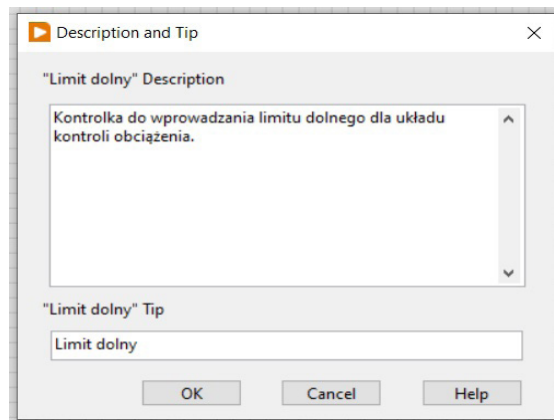 Description and Tip
"Limit dolny" Description
Kontrolka do wprowadzania limitu dolnego dla układu
kontroli obciążenia.
"Limit dolny" Tip
Limit dolny
OK Cancel Help